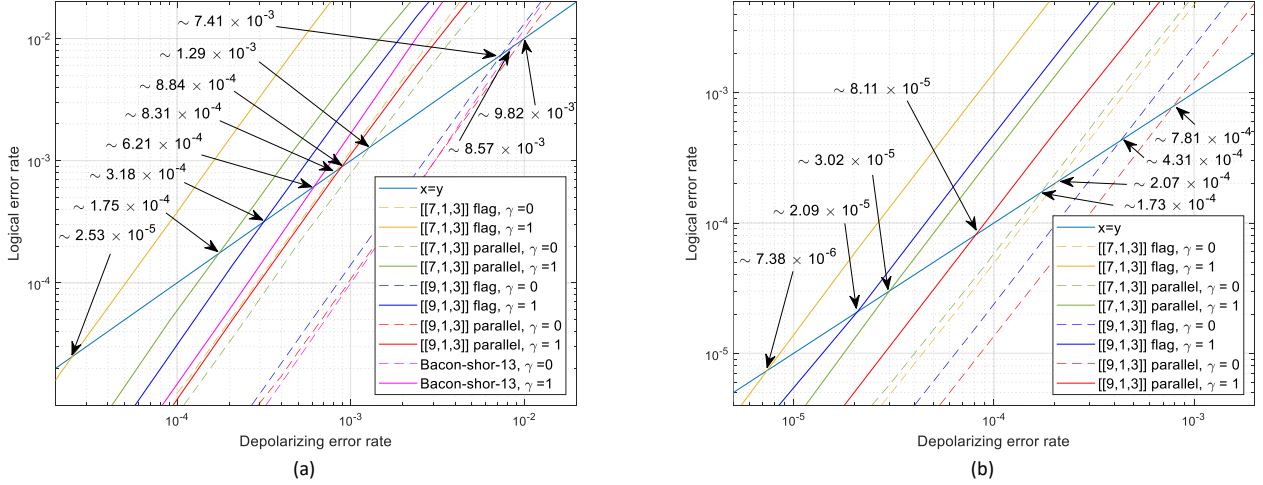 10⁻²
10⁻³
10⁻⁴
Logical error rate
~ 7.41 × 10⁻³
~ 1.29 × 10⁻³
~ 8.84 × 10⁻⁴
~ 8.31 × 10⁻⁴
~ 6.21 × 10⁻⁴
~ 3.18 × 10⁻⁴
~ 1.75 × 10⁻⁴
~ 2.53 × 10⁻⁵
~ 9.82 × 10⁻³
~ 8.57 × 10⁻³
x=y
[[7,1,3]] flag, γ=0
[[7,1,3]] flag, γ=1
[[7,1,3]] parallel, γ=0
[[7,1,3]] parallel, γ=1
[[9,1,3]] flag, γ = 0
[[9,1,3]] flag, γ = 1
[[9,1,3]] parallel, γ = 0
[[9,1,3]] parallel, γ = 1
Bacon-shor-13, γ=0
Bacon-shor-13, γ=1
10⁻⁴
10⁻³
10⁻²
Depolarizing error rate
(a)
10⁻³
10⁻⁴
10⁻⁵
Logical error rate
~ 8.11 × 10⁻⁵
~ 3.02 × 10⁻⁵
~ 2.09 × 10⁻⁵
~ 7.38 × 10⁻⁶
~ 7.81 × 10⁻⁴
~ 4.31 × 10⁻⁴
~ 2.07 × 10⁻⁴
~1.73 × 10⁻⁴
x=y
[[7,1,3]] flag, γ = 0
[[7,1,3]] flag, γ = 1
[[7,1,3]] parallel, γ = 0
[[7,1,3]] parallel, γ = 1
[[9,1,3]] flag, γ = 0
[[9,1,3]] flag, γ = 1
[[9,1,3]] parallel, γ = 0
[[9,1,3]] parallel, γ = 1
10⁻⁵
10⁻⁴
10⁻³
Depolarizing error rate
(b)